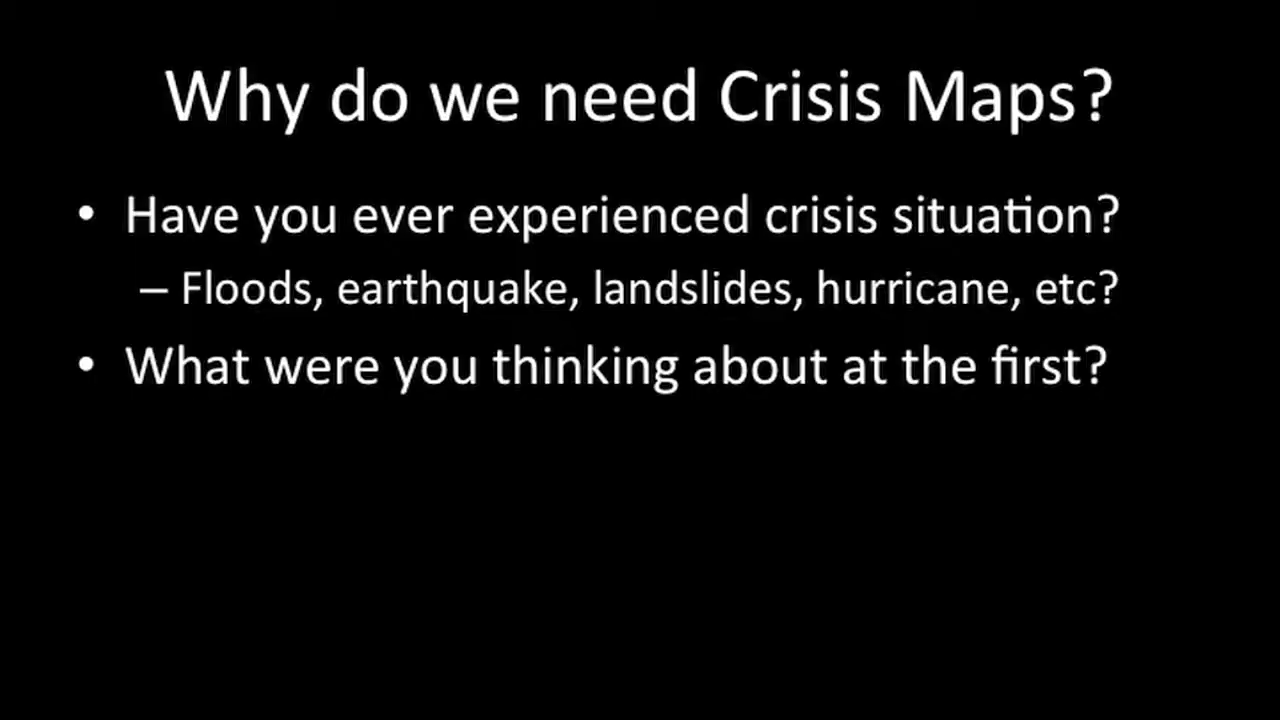 Why do we need Crisis Maps?
• Have you ever experienced crisis situation?
– Floods, earthquake, landslides, hurricane, etc?
• What were you thinking about at the first?